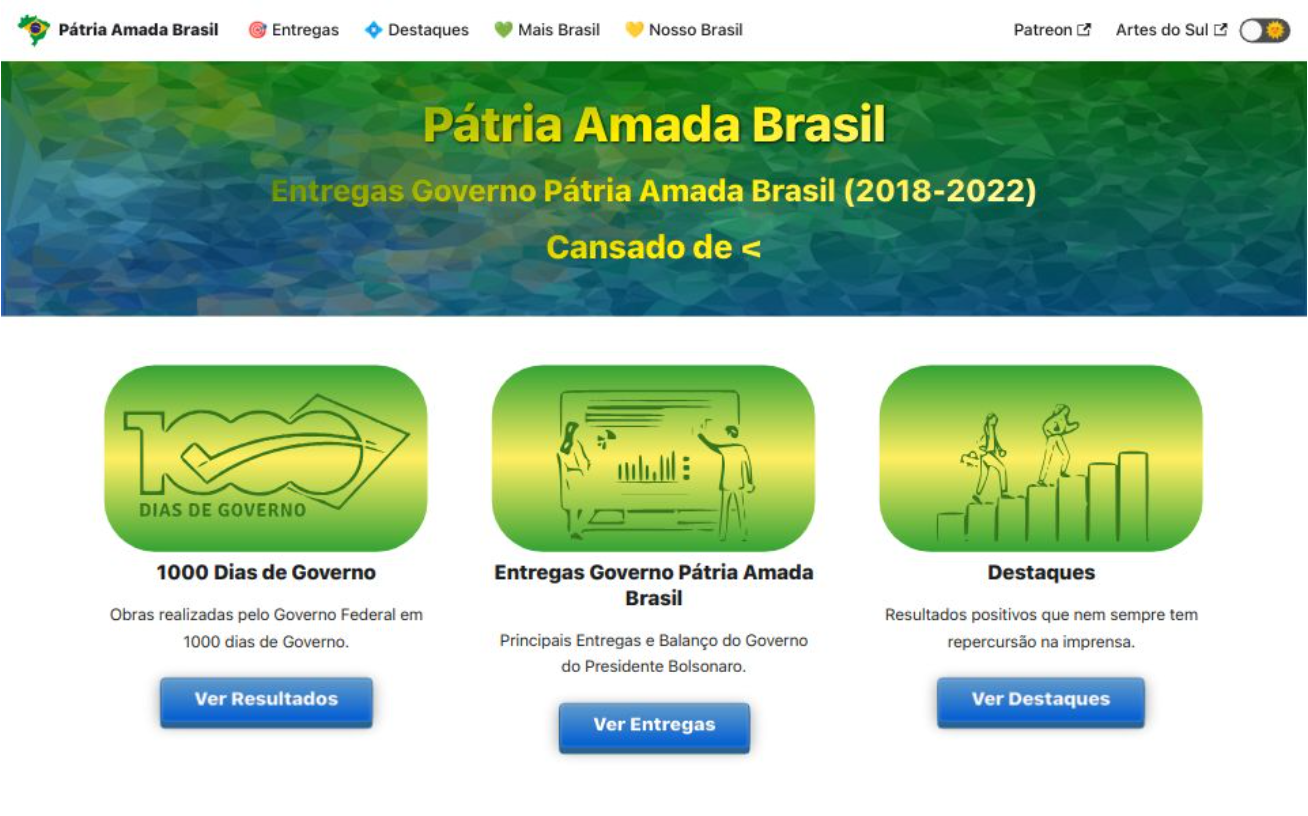 Pátria Amada Brasil
Entregas
Destaques
Mais Brasil
Nosso Brasil
Patreon
Artes do Sul
Pátria Amada Brasil
Entregas Governo Pátria Amada Brasil (2018-2022)
Cansado de <
1000
DIAS DE GOVERNO
1000 Dias de Governo
Obras realizadas pelo Governo Federal em
1000 dias de Governo.
Ver Resultados
Entregas Governo Pátria Amada
Brasil
Principais Entregas e Balanço do Governo
do Presidente Bolsonaro.
Ver Entregas
Destaques
Resultados positivos que nem sempre tem
repercursão na imprensa.
Ver Destaques